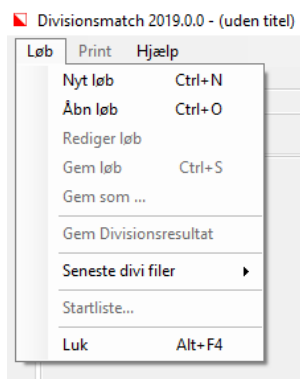 Divisionsmatch 2019.0.0 - (uden titel)
Løb Print Hjælp
Nyt løb Ctrl+N
Åbn løb Ctrl+O
Rediger løb
Gem løb Ctrl+S
Gem som ...
Gem Divisionsresultat
Seneste divi filer
Startliste...
Luk Alt+F4